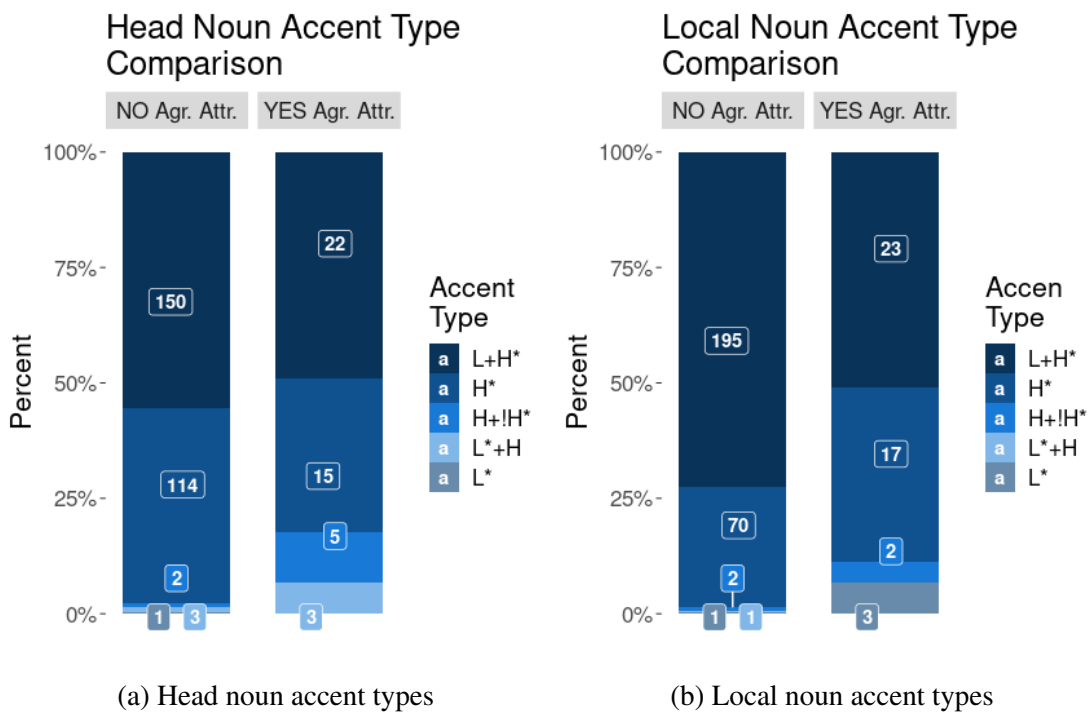 Head Noun Accent Type
Comparison
NO Agr. Attr.
YES Agr. Attr.
100%
75%
50%
25%
0%
Percent
150
114
2
1
3
22
15
5
3
Accent
Type
a L+H*
a H*
a H+!H*
a L*+H
a L*
(a) Head noun accent types
Local Noun Accent Type
Comparison
NO Agr. Attr.
YES Agr. Attr.
100%
75%
50%
25%
0%
Percent
195
70
2
1
1
23
17
2
3
Accen
Type
a L+H*
a H*
a H+!H*
a L*+H
a L*
(b) Local noun accent types